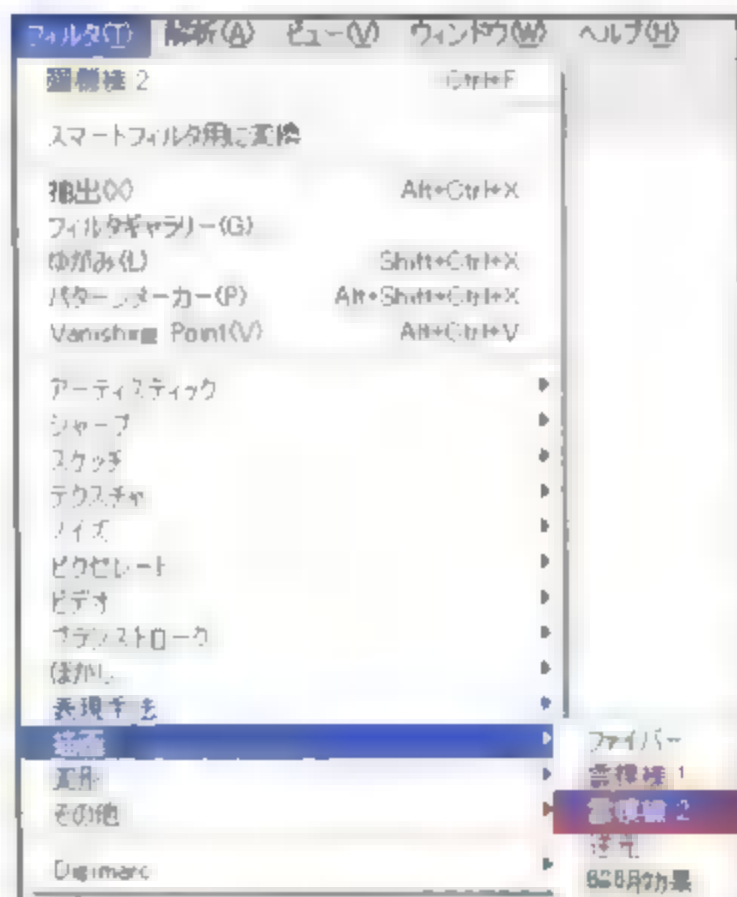 フィルタ(T) 解析(A) ビュー(V) ウィンドウ(W) ヘルプ(H)
雲模様 2 Ctrl+F
スマートフィルタ用に変換
抽出(X) Alt+Ctrl+X
フィルタギャラリー(G)
ゆがみ(L) Shift+Ctrl+X
パターンメーカー(P) Alt+Shift+Ctrl+X
Vanishing Point(V) Alt+Ctrl+V
アーティスティック
シャープ
スケッチ
テクスチャ
ノイズ
ピクセレート
ビデオ
ブラシストローク
ぼかし
表現手法
描画
ファイバー
変形
雲模様 1
その他
雲模様 2
逆光
Digimarc